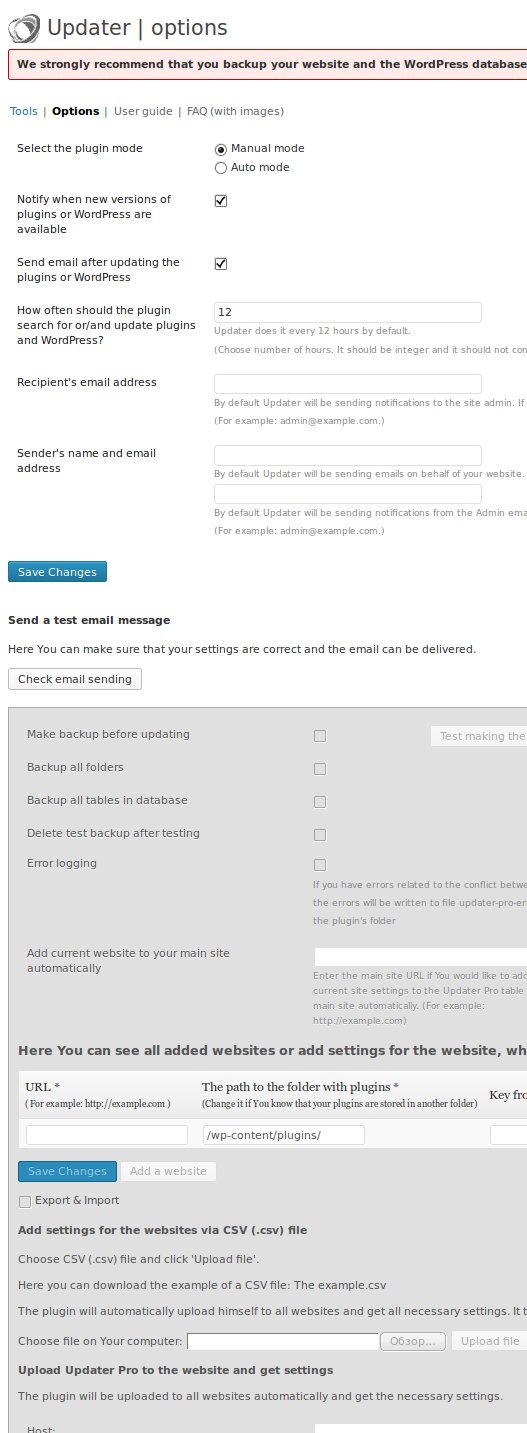 Updater | options
We strongly recommend that you backup your website and the WordPress database
Tools | Options | User guide | FAQ (with images)
Select the plugin mode
Manual mode
Auto mode
Notify when new versions of
plugins or WordPress are
available
Send email after updating the
plugins or WordPress
How often should the plugin
search for or/and update plugins
and WordPress?
12
Updater does it every 12 hours by default.
(Choose number of hours. It should be integer and it should not con
Recipient's email address
By default Updater will be sending notifications to the site admin. If
(For example: admin@example.com.)
Sender's name and email
address
By default Updater will be sending emails on behalf of your website.
By default Updater will be sending notifications from the Admin ema
(For example: admin@example.com.)
Save Changes
Send a test email message
Here You can make sure that your settings are correct and the email can be delivered.
Check email sending
Make backup before updating
Test making the
Backup all folders
Backup all tables in database
Delete test backup after testing
Error logging
If you have errors related to the conflict betwe
the errors will be written to file updater-pro-er
the plugin's folder
Add current website to your main site
automatically
Enter the main site URL if You would like to add
current site settings to the Updater Pro table
main site automatically. (For example:
http://example.com)
Here You can see all added websites or add settings for the website, wh
URL *
( For example: http://example.com )
The path to the folder with plugins *
(Change it if You know that your plugins are stored in another folder)
Key fro
/wp-content/plugins/
Save Changes
Add a website
Export & Import
Add settings for the websites via CSV (.csv) file
Choose CSV (.csv) file and click 'Upload file'.
Here you can download the example of a CSV file: The example.csv
The plugin will automatically upload himself to all websites and get all necessary settings. It t
Choose file on Your computer:
Обзор...
Upload file
Upload Updater Pro to the website and get settings
The plugin will be uploaded to all websites automatically and get the necessary settings.
Host: